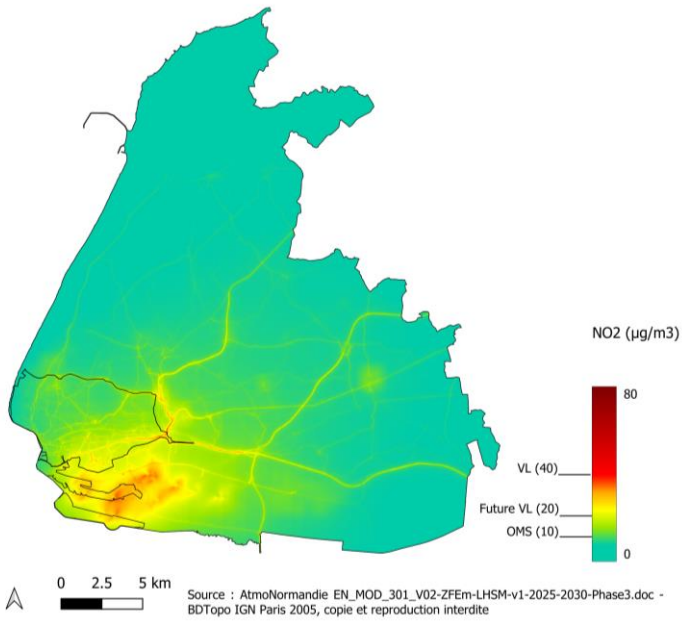 NO2 (µg/m3)
80
VL (40)
Future VL (20)
OMS (10)
0
0 2.5 5 km
Source : AtmoNormandie EN_MOD_301_V02-ZFEm-LHSM-v1-2025-2030-Phase3.doc -
BDTopo IGN Paris 2005, copie et reproduction interdite